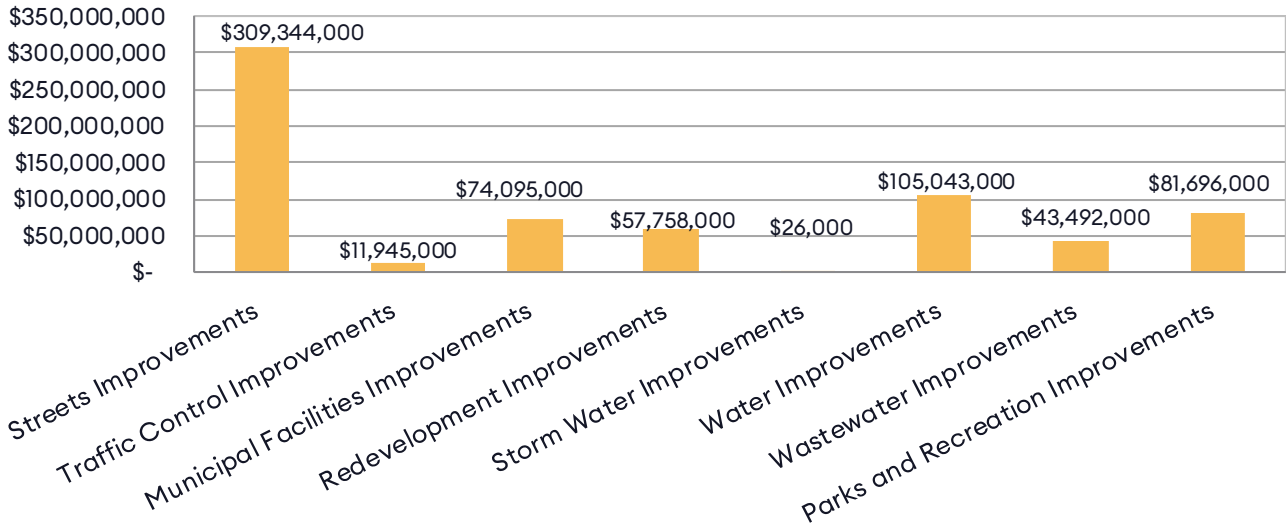 $350,000,000
$300,000,000
$250,000,000
$200,000,000
$150,000,000
$100,000,000
$50,000,000
$-
$309,344,000
$11,945,000
$74,095,000
$57,758,000
$26,000
$105,043,000
$43,492,000
$81,696,000
Streets Improvements
Traffic Control Improvements
Municipal Facilities Improvements
Redevelopment Improvements
Storm Water Improvements
Water Improvements
Wastewater Improvements
Parks and Recreation Improvements